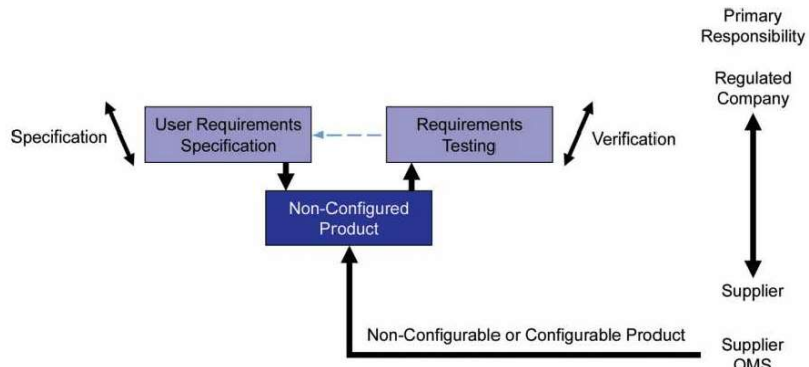 Primary
Responsibility
Regulated
Company
Specification
User Requirements
Specification
Requirements
Testing
Verification
Non-Configured
Product
Supplier
Non-Configurable or Configurable Product
Supplier
QMS